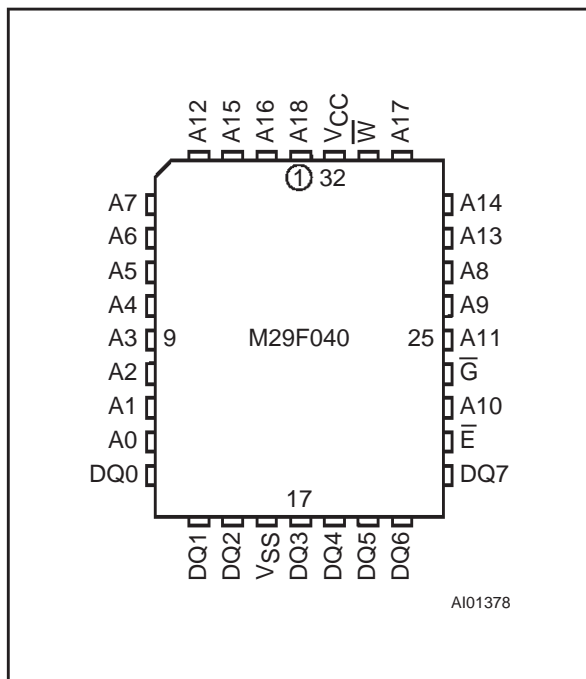 A12 A15 A16 A18 VCC W̅ A17
1 32
A7 A14
A6 A13
A5 A8
A4 A9
A3 9 M29F040 25 A11
A2 G̅
A1 A10
A0 E̅
DQ0 DQ7
17
DQ1 DQ2 VSS DQ3 DQ4 DQ5 DQ6
AI01378